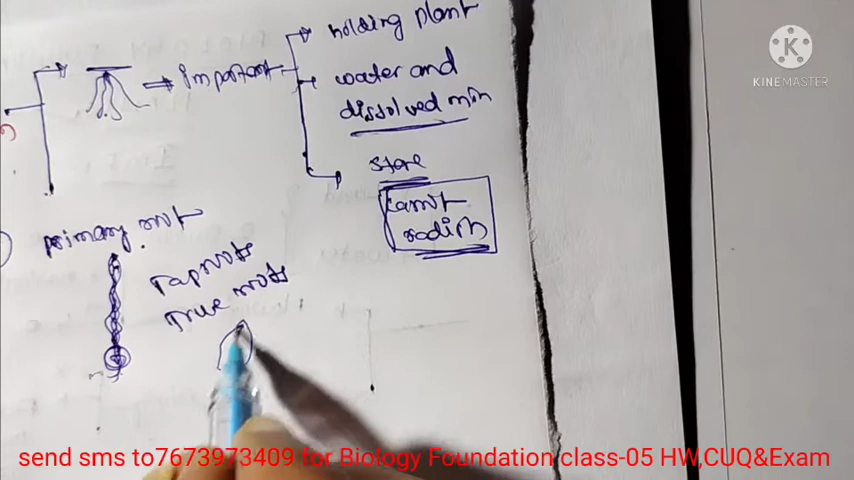 holding plant
important
water and
dissolved min
store
carrot
radish
primary root
Taproots
True roots
K
KINEMASTER
send sms to7673973409 for Biology Foundation class-05 HW,CUQ&Exam